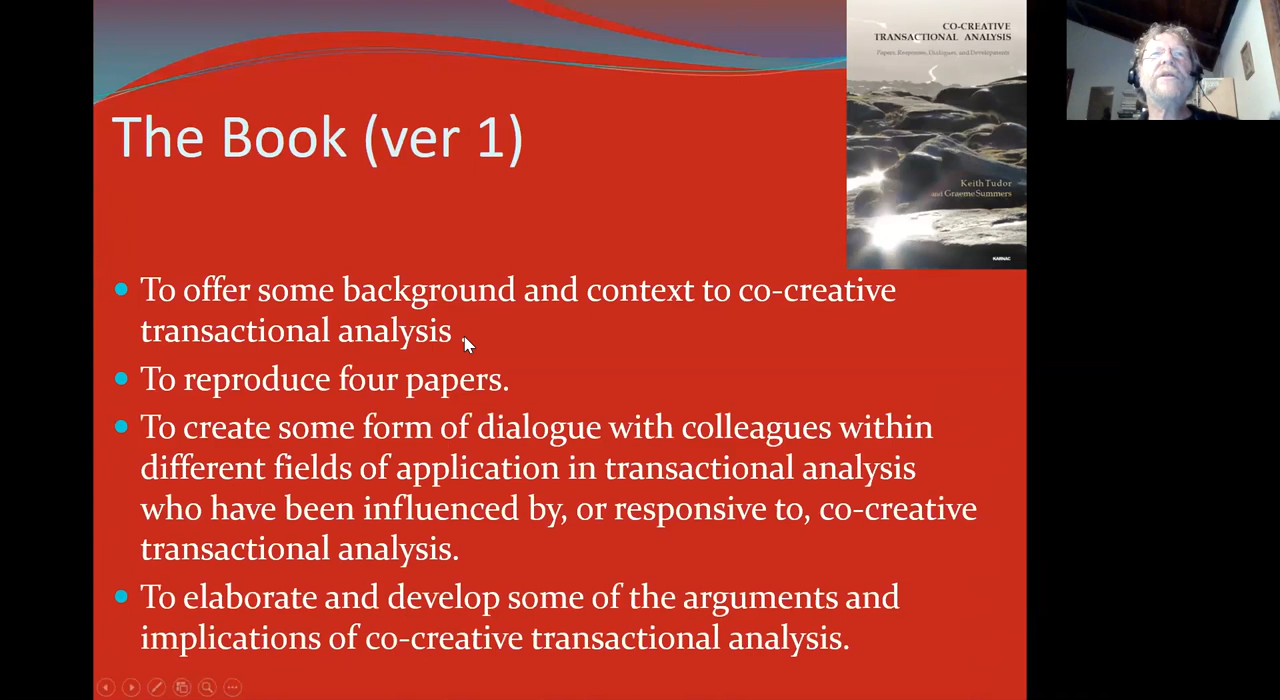 CO-CREATIVE
TRANSACTIONAL ANALYSIS
Papers, Responses, Dialogues, and Developments
Keith Tudor
and Graeme Summers
KARNAC
The Book (ver 1)
• To offer some background and context to co-creative
transactional analysis
• To reproduce four papers.
• To create some form of dialogue with colleagues within
different fields of application in transactional analysis
who have been influenced by, or responsive to, co-creative
transactional analysis.
• To elaborate and develop some of the arguments and
implications of co-creative transactional analysis.